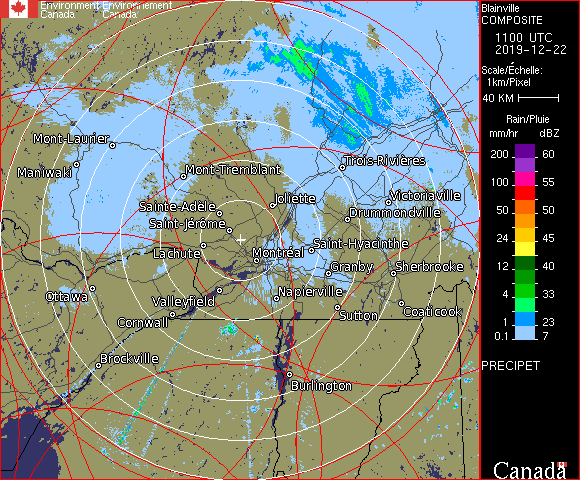 Environment Environnement
Canada Canada
Blainville
COMPOSITE
1100 UTC
2019-12-22
Scale/Échelle:
1km/Pixel
40 KM
Rain/Pluie
mm/hr dBZ
200 60
100 55
50 50
24 45
12 40
4 33
1 23
0.1 7
PRECIPET
Mont-Laurier
Maniwaki
Mont-Tremblant
Trois-Rivières
Sainte-Adèle
Joliette
Victoriaville
Drummondville
Saint-Jérôme
Lachute
Montréal
Saint-Hyacinthe
Granby
Sherbrooke
Ottawa
Valleyfield
Napierville
Cornwall
Sutton
Coaticook
Brockville
Burlington
Canada